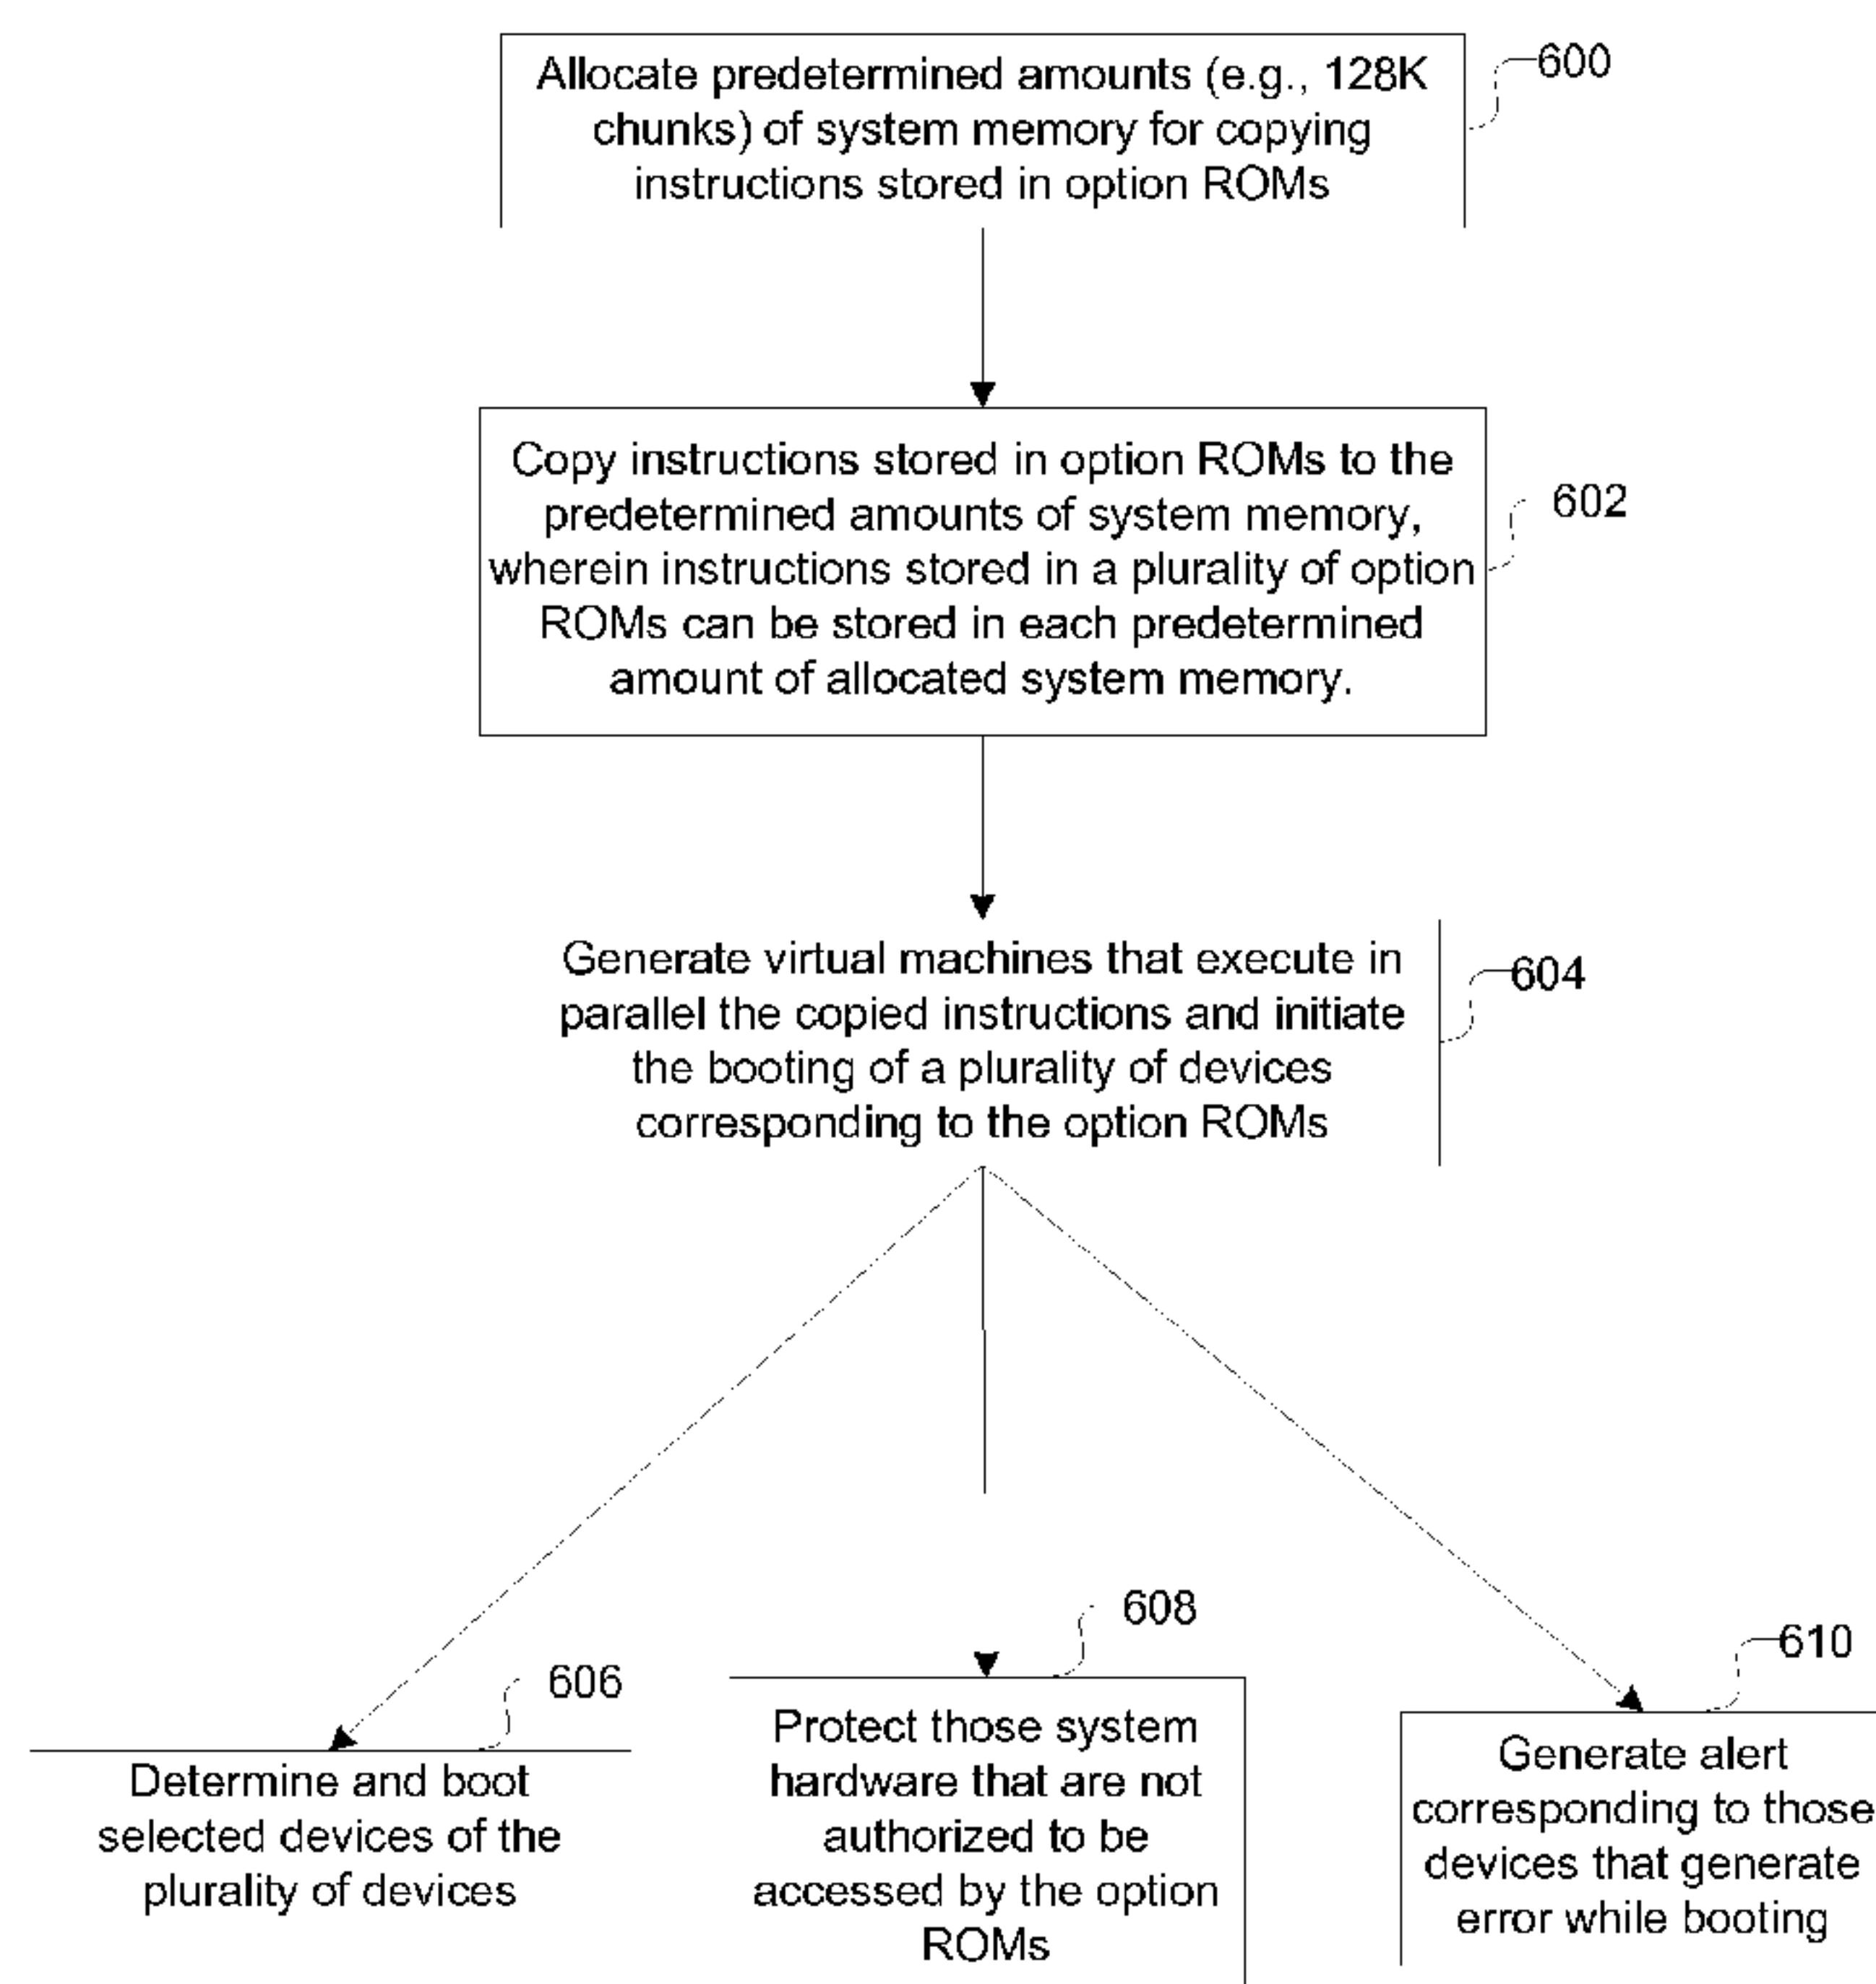 Allocate predetermined amounts (e.g., 128K
chunks) of system memory for copying
instructions stored in option ROMs
600
Copy instructions stored in option ROMs to the
predetermined amounts of system memory,
wherein instructions stored in a plurality of option
ROMs can be stored in each predetermined
amount of allocated system memory.
602
Generate virtual machines that execute in
parallel the copied instructions and initiate
the booting of a plurality of devices
corresponding to the option ROMs
604
606
Determine and boot
selected devices of the
plurality of devices
608
Protect those system
hardware that are not
authorized to be
accessed by the option
ROMs
610
Generate alert
corresponding to those
devices that generate
error while booting